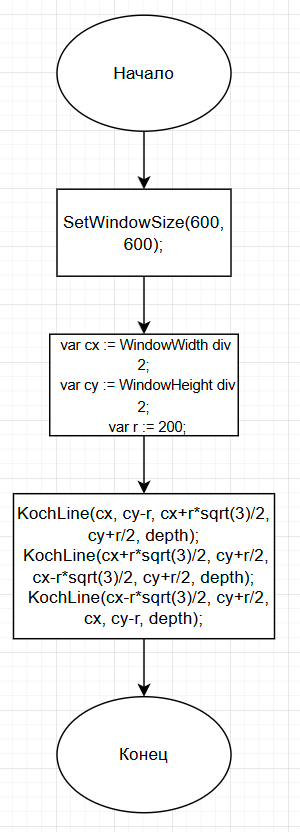 Начало
SetWindowSize(600,
600);
var cx := WindowWidth div
2;
var cy := WindowHeight div
2;
var r := 200;
KochLine(cx, cy-r, cx+r*sqrt(3)/2,
cy+r/2, depth);
KochLine(cx+r*sqrt(3)/2, cy+r/2,
cx-r*sqrt(3)/2, cy+r/2, depth);
KochLine(cx-r*sqrt(3)/2, cy+r/2,
cx, cy-r, depth);
Конец